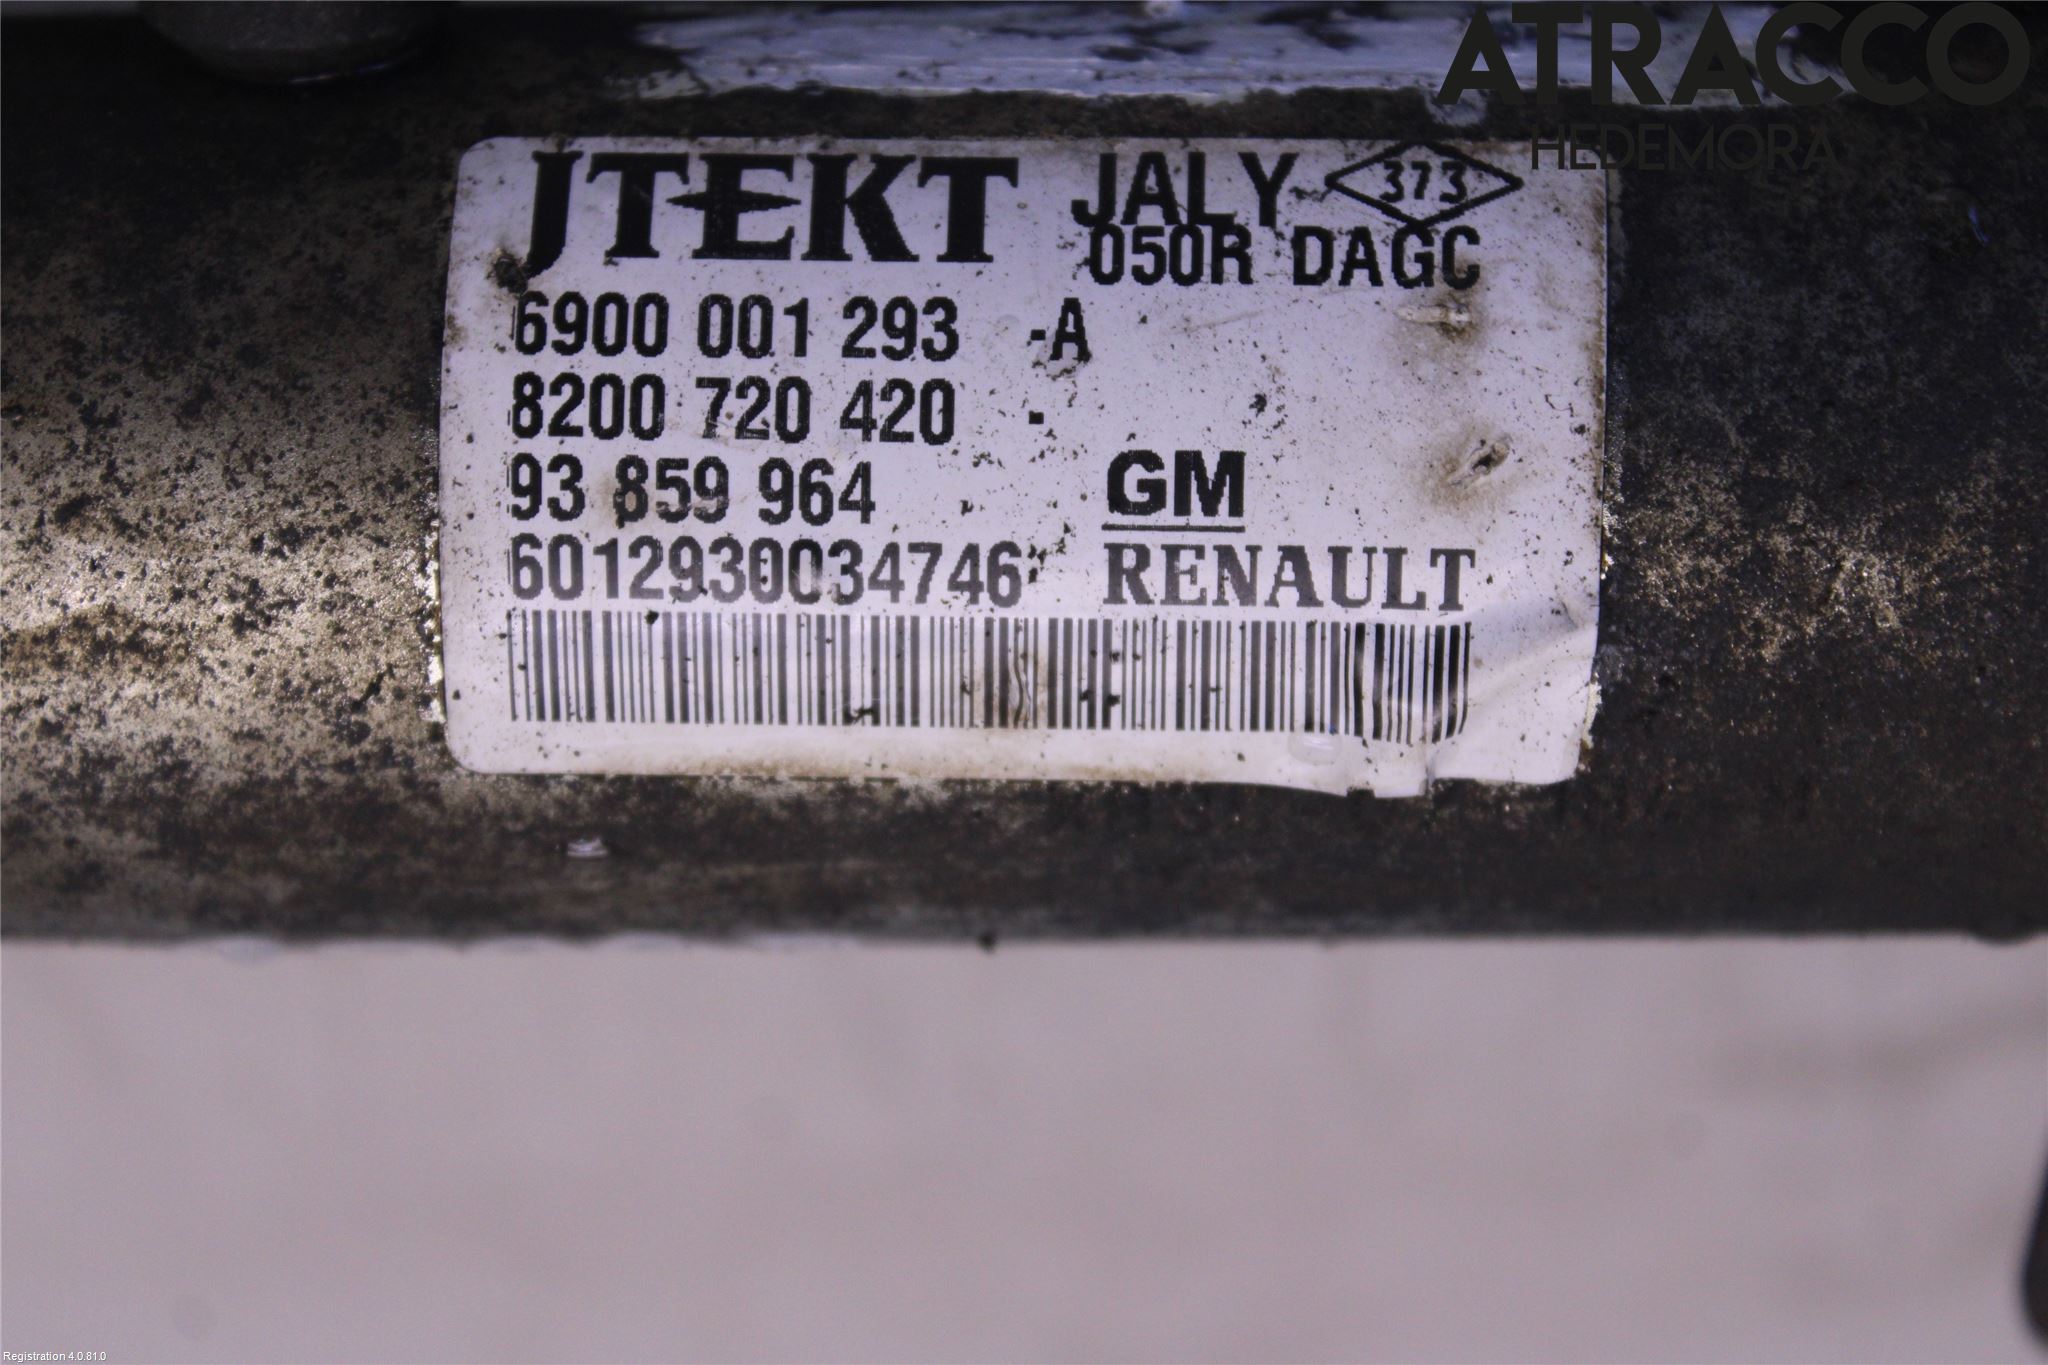 ATRACCO
HEDEMORA
JTEKT JALY 373
050R DAGC
6900 001 293 -A
8200 720 420 -
93 859 964 GM
6012930034746 RENAULT
Registration 4.0.81.0